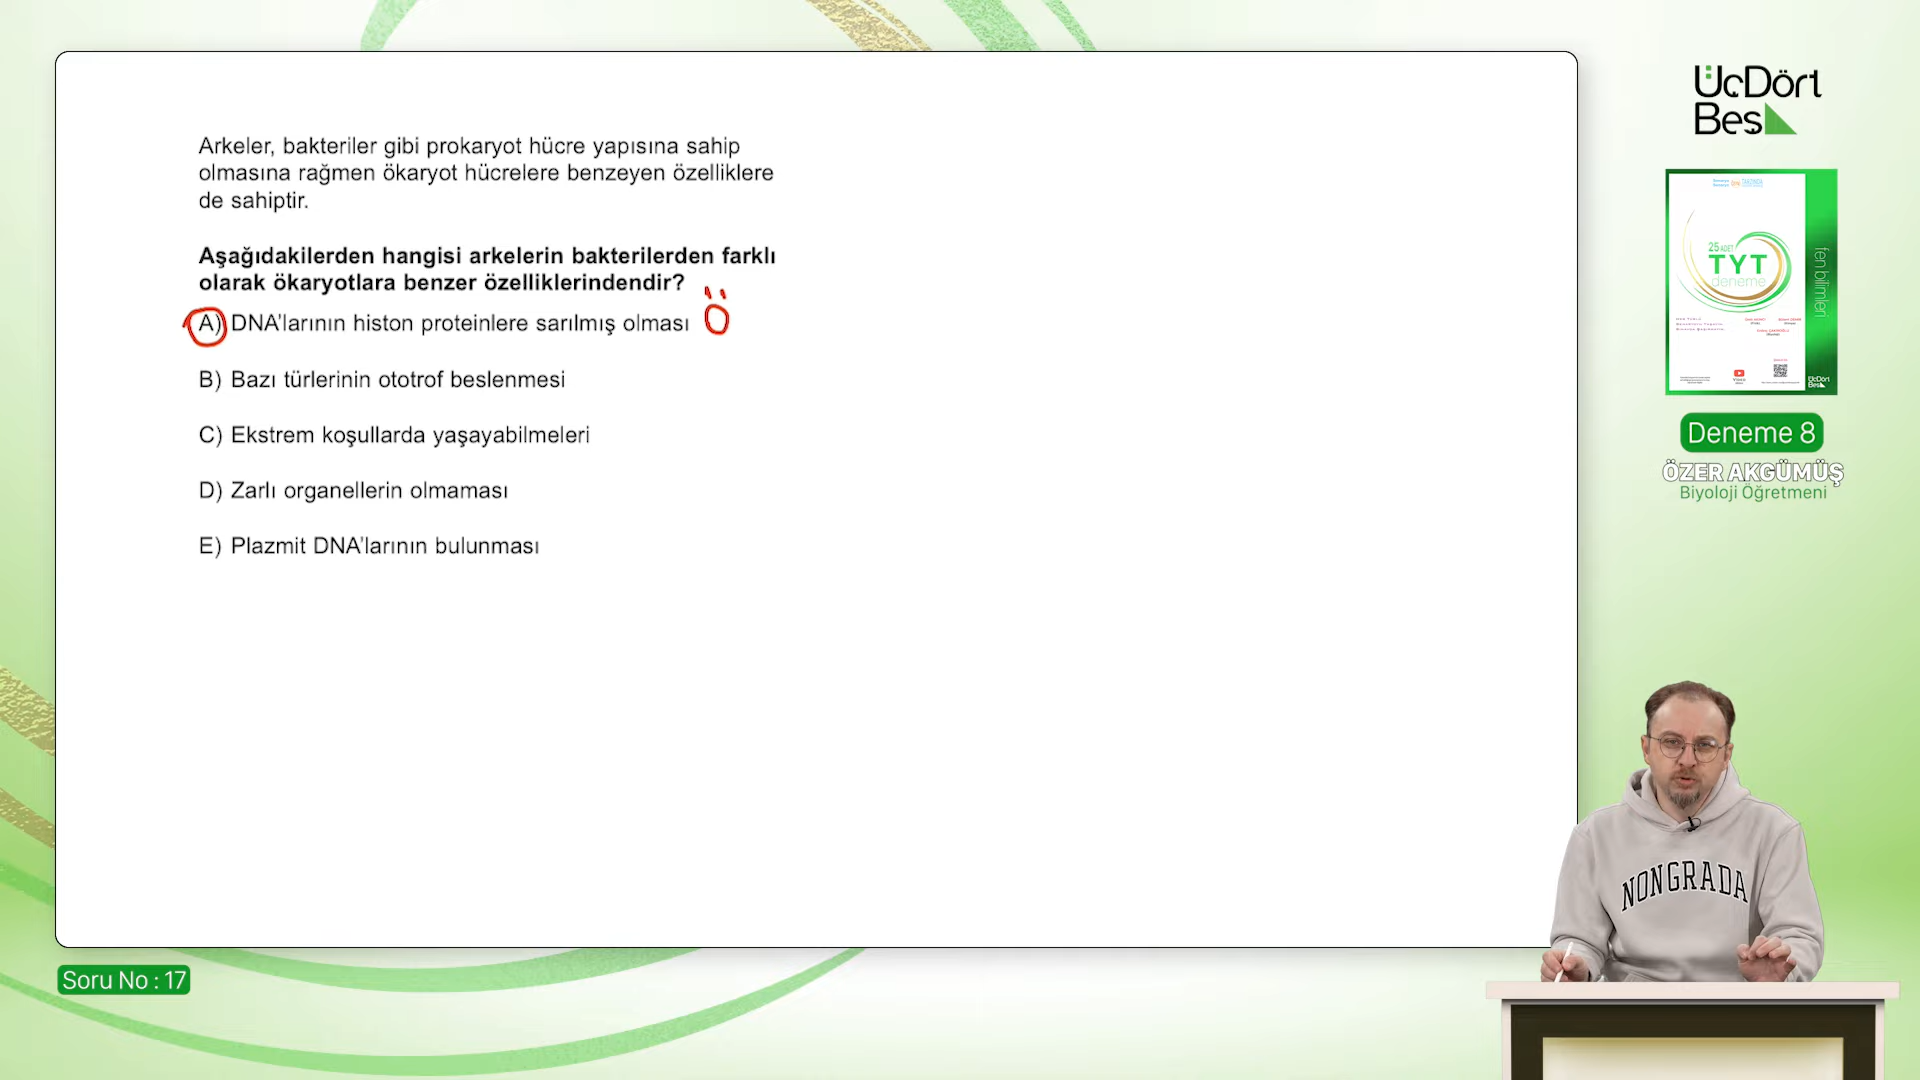 Arkeler, bakteriler gibi prokaryot hücre yapısına sahip
olmasına rağmen ökaryot hücrelere benzeyen özelliklere
de sahiptir.
Aşağıdakilerden hangisi arkelerin bakterilerden farklı
olarak ökaryotlara benzer özelliklerindendir?
A) DNA'larının histon proteinlere sarılmış olması
Ö
B) Bazı türlerinin ototrof beslenmesi
C) Ekstrem koşullarda yaşayabilmeleri
D) Zarlı organellerin olmaması
E) Plazmit DNA'larının bulunması
Soru No : 17
ÜçDört
Beş
25 ADET
TYT
deneme
fen bilimleri
ÜçDört
Beş
Deneme 8
ÖZER AKGÜMÜŞ
Biyoloji Öğretmeni
NONGRADA